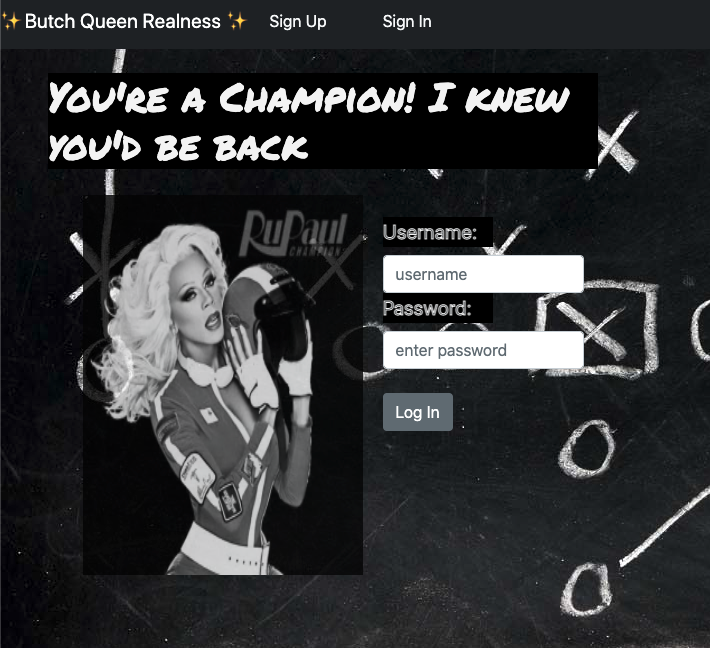 ✨ Butch Queen Realness ✨ Sign Up Sign In
You're a Champion! I knew
you'd be back
RuPaul
CHAMPION
Username:
username
Password:
enter password
Log In